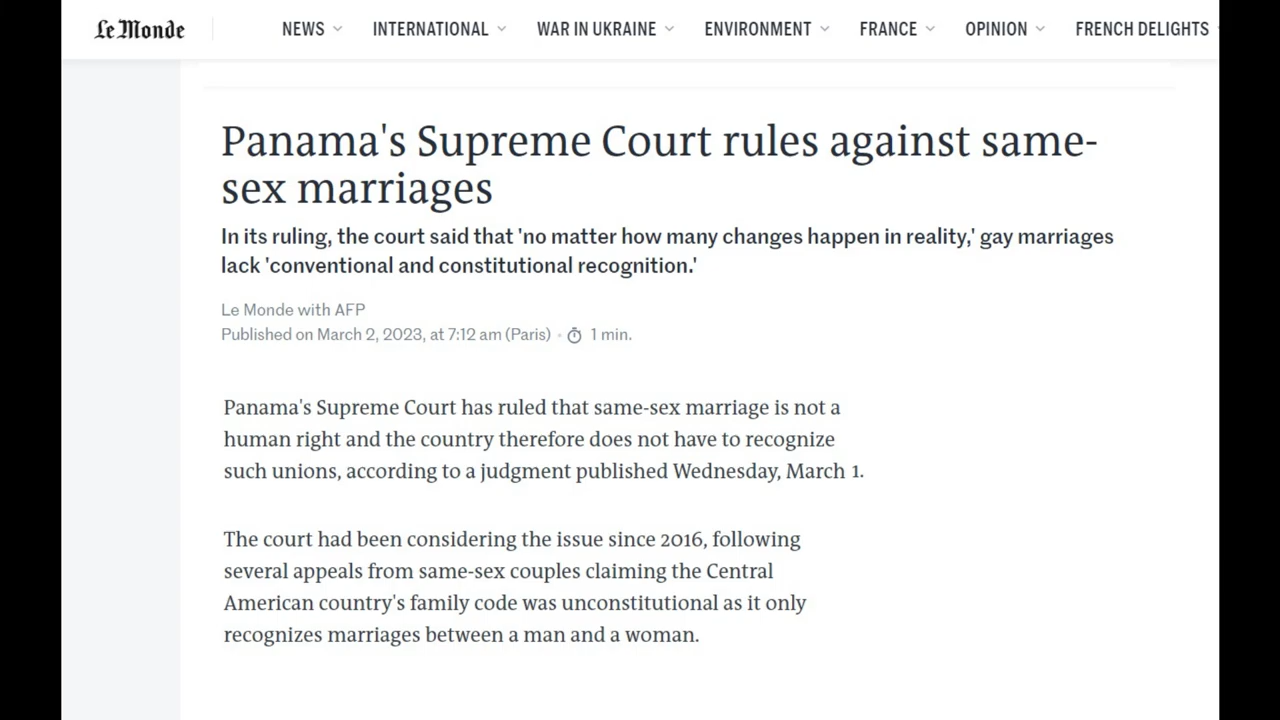 Le Monde
NEWS
INTERNATIONAL
WAR IN UKRAINE
ENVIRONMENT
FRANCE
OPINION
FRENCH DELIGHTS
Panama's Supreme Court rules against same-
sex marriages
In its ruling, the court said that 'no matter how many changes happen in reality,' gay marriages
lack 'conventional and constitutional recognition.'
Le Monde with AFP
Published on March 2, 2023, at 7:12 am (Paris) · 1 min.
Panama's Supreme Court has ruled that same-sex marriage is not a
human right and the country therefore does not have to recognize
such unions, according to a judgment published Wednesday, March 1.
The court had been considering the issue since 2016, following
several appeals from same-sex couples claiming the Central
American country's family code was unconstitutional as it only
recognizes marriages between a man and a woman.